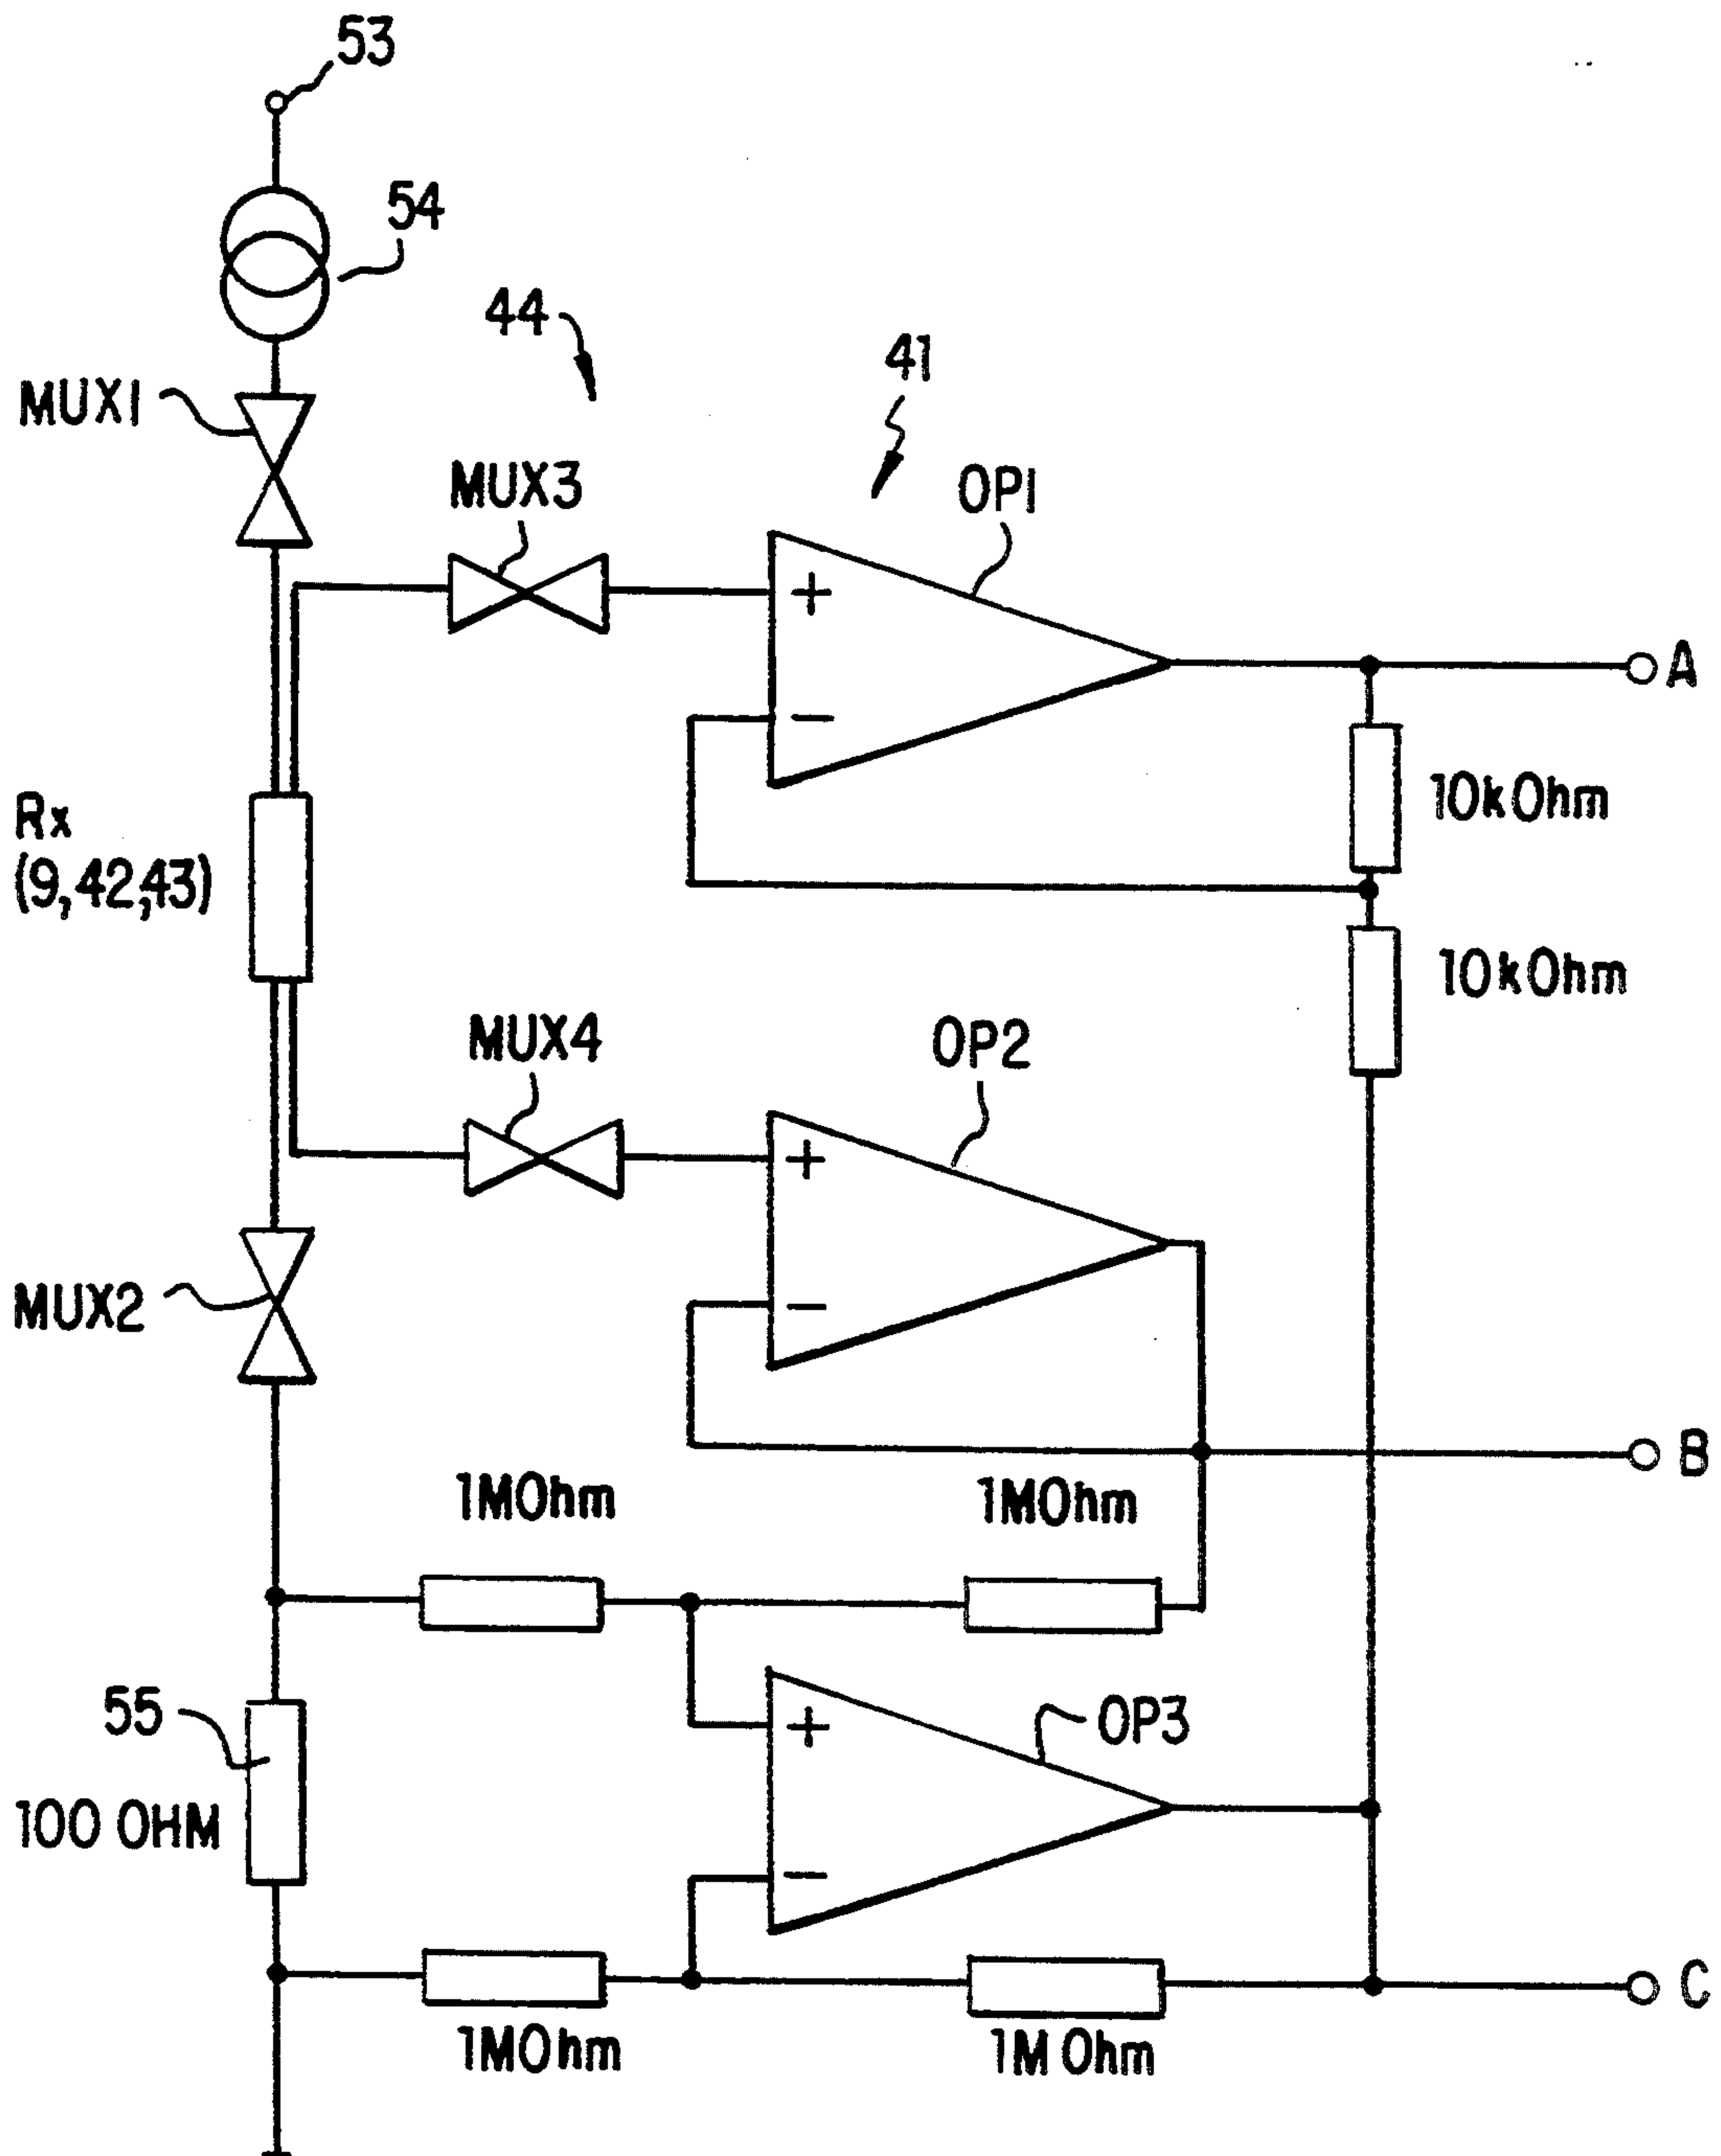 53
54
44
41
MUX1
MUX3
OP1
+
A
−
10kOhm
Rx
(9,42,43)
10kOhm
MUX4
OP2
+
MUX2
−
B
1MOhm
1MOhm
55
+
OP3
100 OHM
−
C
1MOhm
1M Ohm